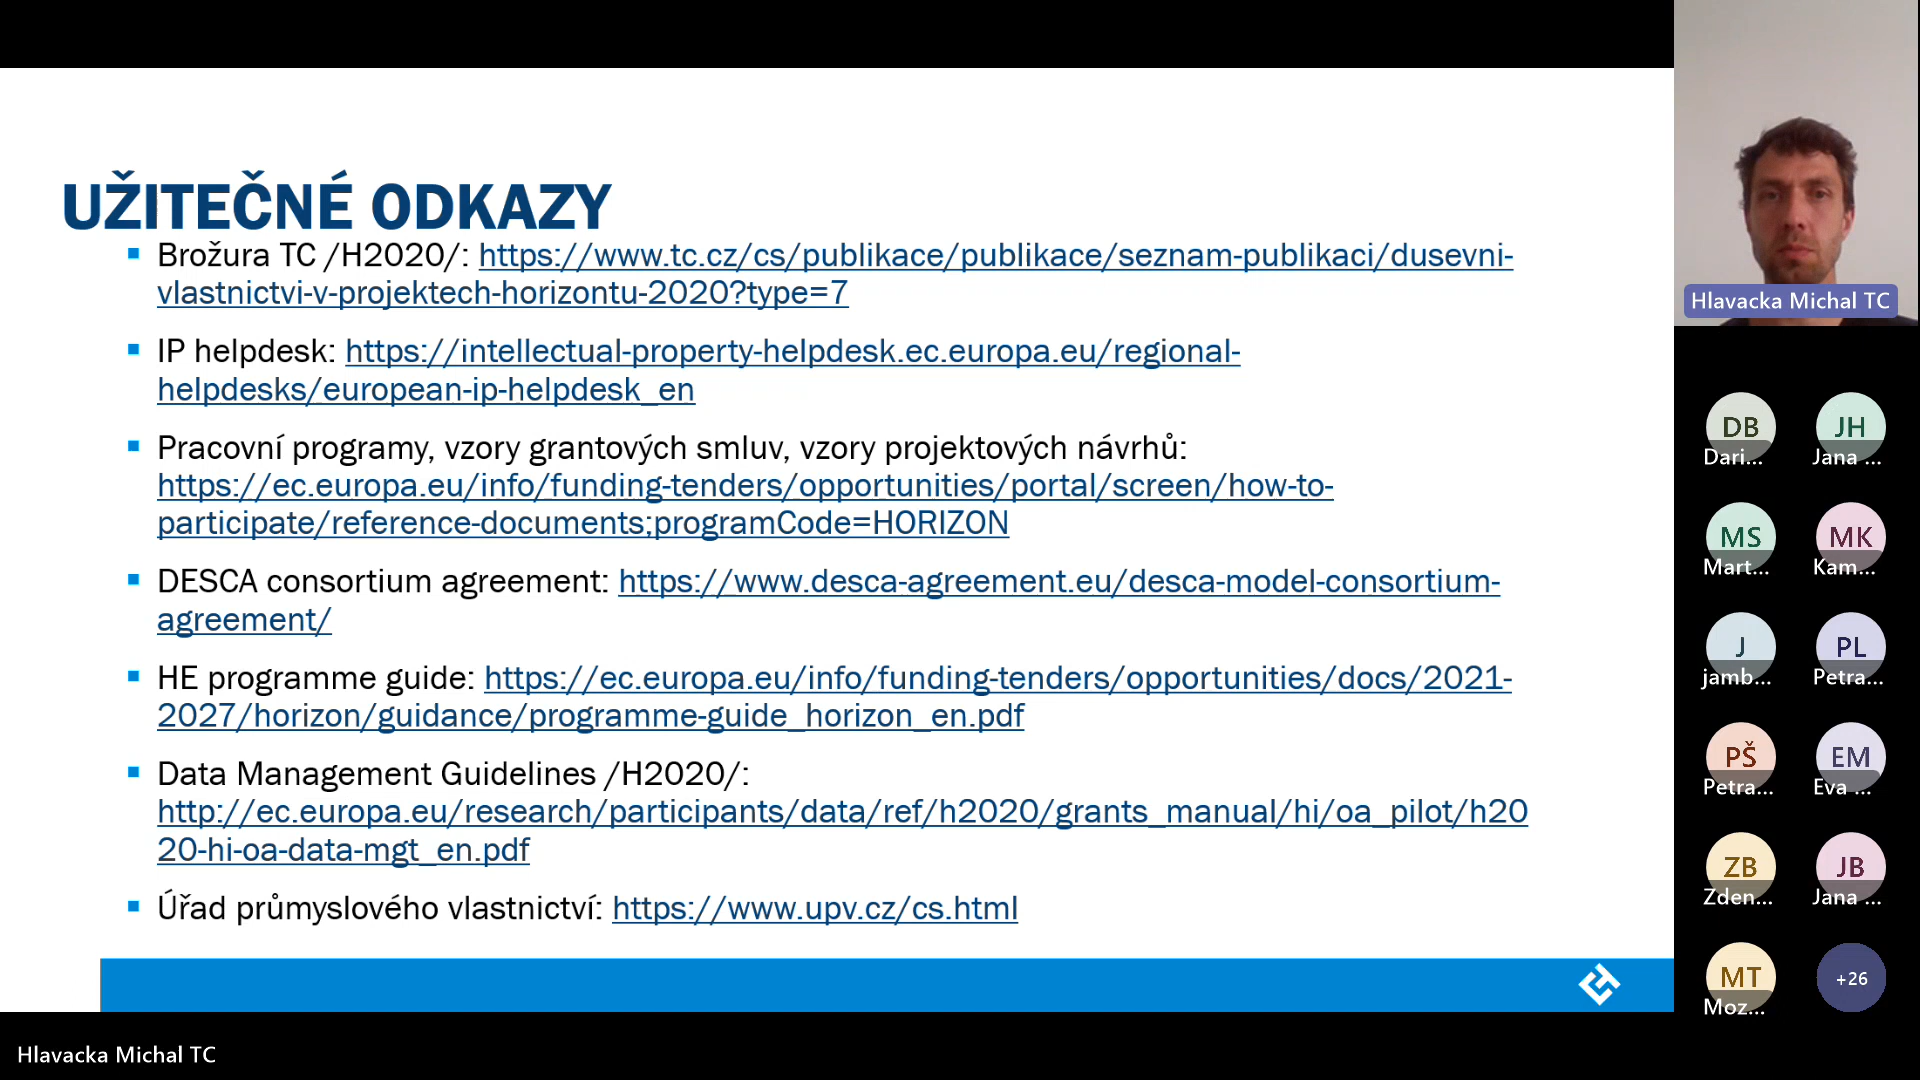 UŽITEČNÉ ODKAZY
Brožura TC /H2020/: https://www.tc.cz/cs/publikace/publikace/seznam-publikaci/dusevni-
vlastnictvi-v-projektech-horizontu-2020?type=7
IP helpdesk: https://intellectual-property-helpdesk.ec.europa.eu/regional-
helpdesks/european-ip-helpdesk_en
Pracovní programy, vzory grantových smluv, vzory projektových návrhů:
https://ec.europa.eu/info/funding-tenders/opportunities/portal/screen/how-to-
participate/reference-documents;programCode=HORIZON
DESCA consortium agreement: https://www.desca-agreement.eu/desca-model-consortium-
agreement/
HE programme guide: https://ec.europa.eu/info/funding-tenders/opportunities/docs/2021-
2027/horizon/guidance/programme-guide_horizon_en.pdf
Data Management Guidelines /H2020/:
http://ec.europa.eu/research/participants/data/ref/h2020/grants_manual/hi/oa_pilot/h20
20-hi-oa-data-mgt_en.pdf
Úřad průmyslového vlastnictví: https://www.upv.cz/cs.html
Hlavacka Michal TC
DB JH
Dari... Jana ...
MS MK
Mart... Kam...
J PL
jamb... Petra...
PŠ EM
Petra... Eva ...
ZB JB
Zden... Jana ...
MT +26
Moz...
Hlavacka Michal TC